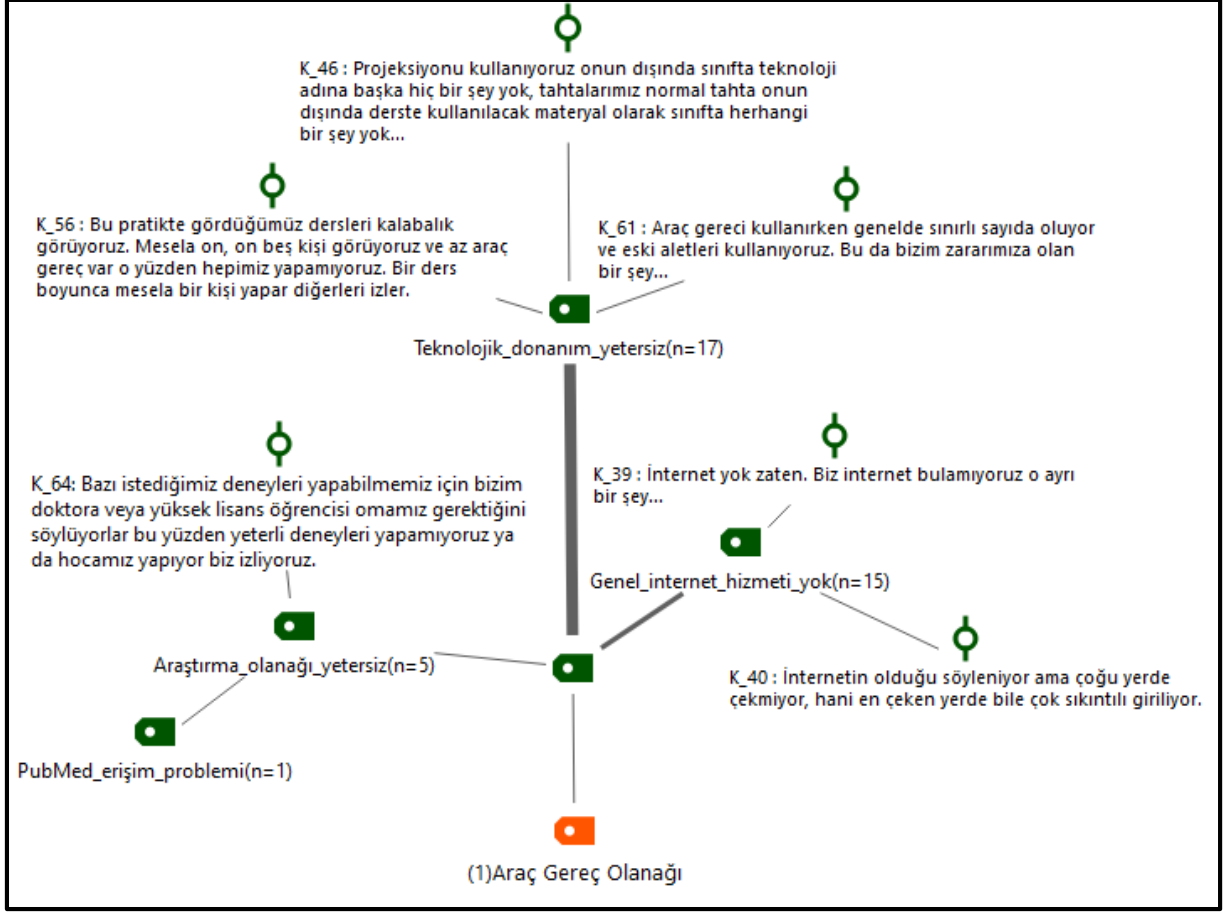 K_46 : Projeksiyonu kullanıyoruz onun dışında sınıfta teknoloji
adına başka hiç bir şey yok, tahtalarımız normal tahta onun
dışında derste kullanılacak materyal olarak sınıfta herhangi
bir şey yok...
K_56 : Bu pratikte gördüğümüz dersleri kalabalık
görüyoruz. Mesela on, on beş kişi görüyoruz ve az araç
gereç var o yüzden hepimiz yapamıyoruz. Bir ders
boyunca mesela bir kişi yapar diğerleri izler.
K_61 : Araç gereci kullanırken genelde sınırlı sayıda oluyor
ve eski aletleri kullanıyoruz. Bu da bizim zararımıza olan
bir şey...
Teknolojik_donanım_yetersiz(n=17)
K_64: Bazı istediğimiz deneyleri yapabilmemiz için bizim
doktora veya yüksek lisans öğrencisi omamız gerektiğini
söylüyorlar bu yüzden yeterli deneyleri yapamıyoruz ya
da hocamız yapıyor biz izliyoruz.
K_39 : İnternet yok zaten. Biz internet bulamıyoruz o ayrı
bir şey...
Genel_internet_hizmeti_yok(n=15)
Araştırma_olanağı_yetersiz(n=5)
K_40 : İnternetin olduğu söyleniyor ama çoğu yerde
çekmiyor, hani en çeken yerde bile çok sıkıntılı giriliyor.
PubMed_erişim_problemi(n=1)
(1)Araç Gereç Olanağı